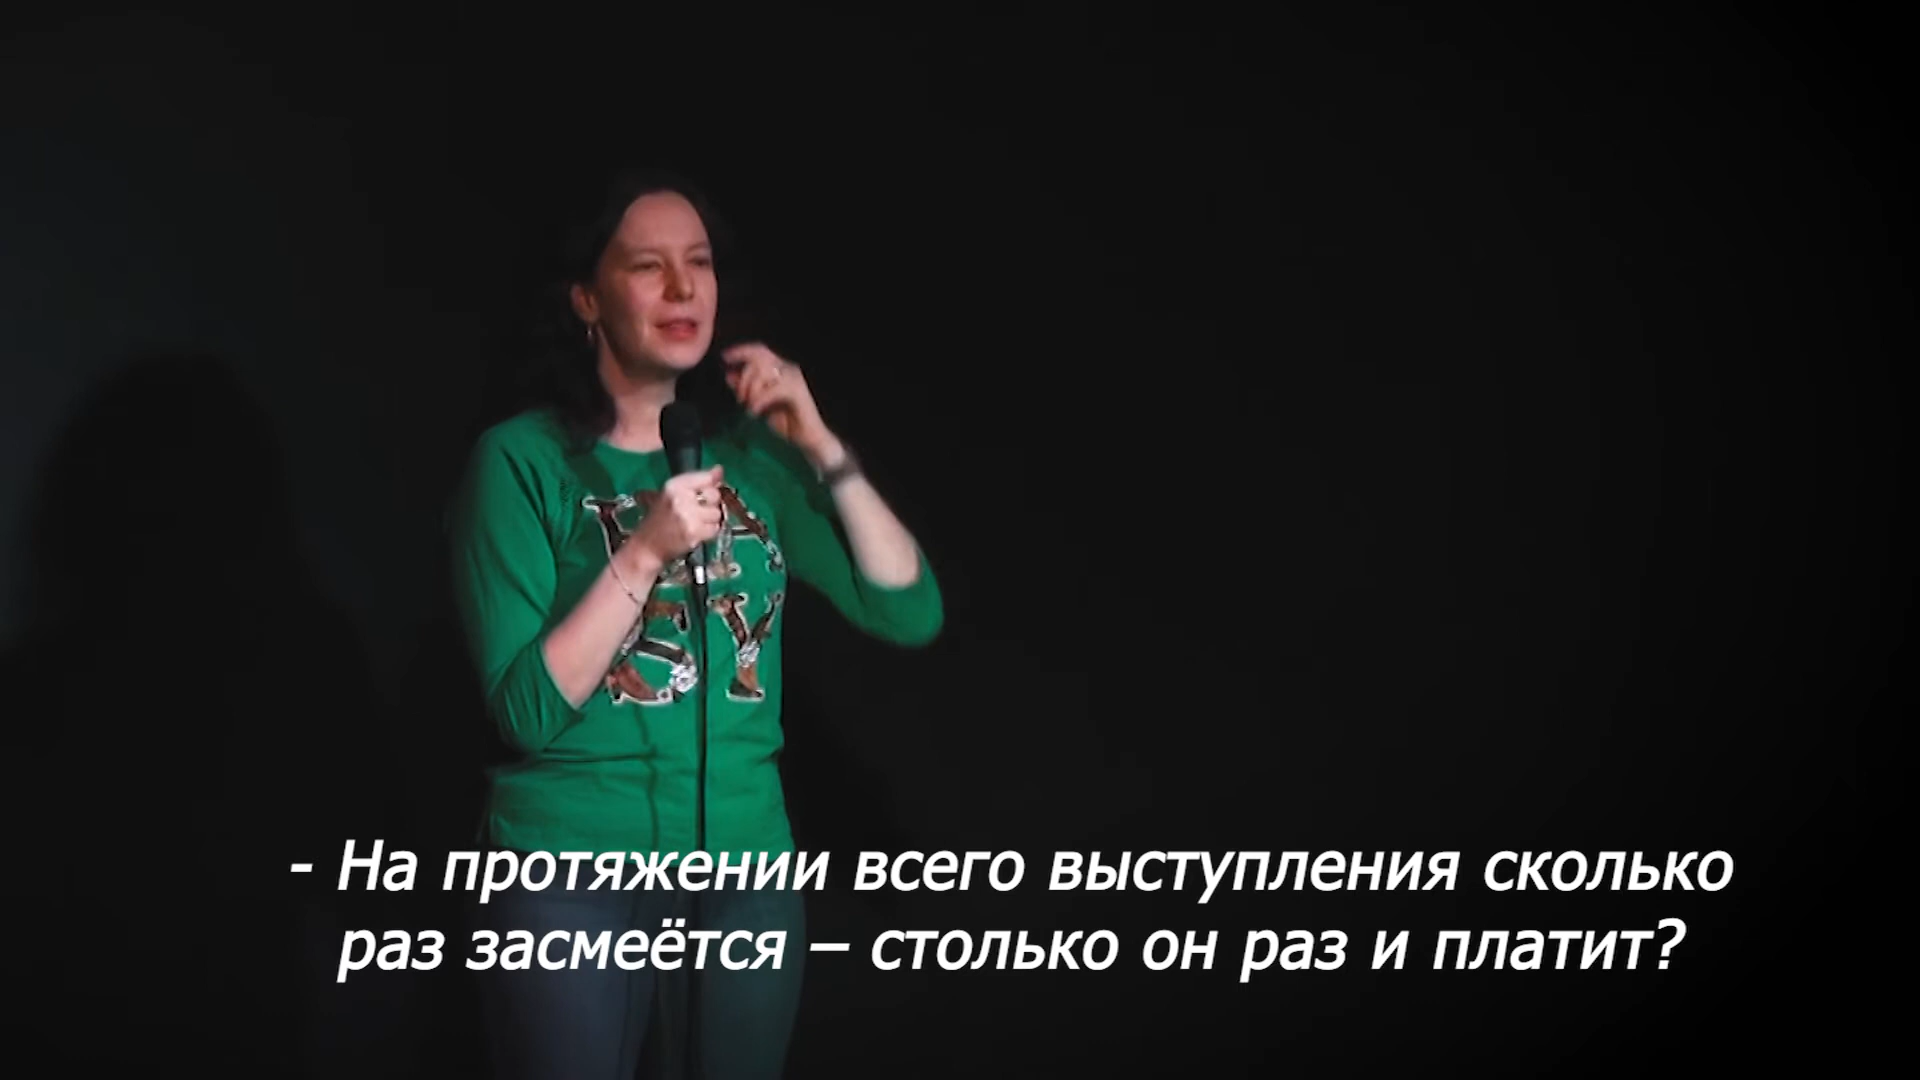 - На протяжении всего выступления сколько
раз засмеётся – столько он раз и платит?